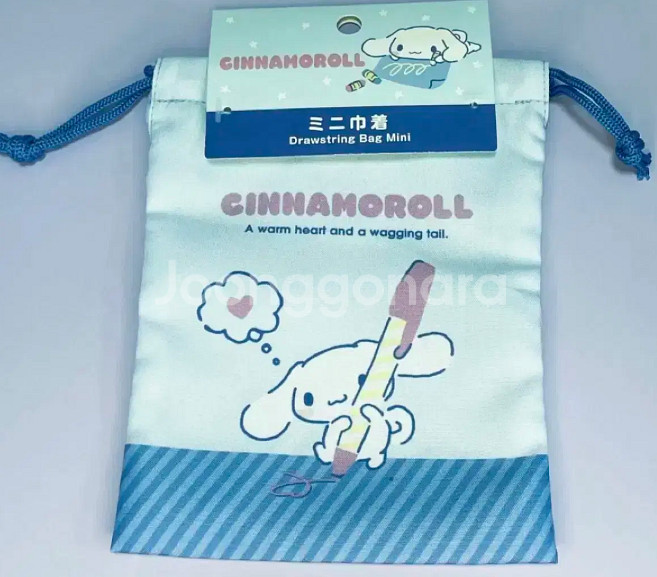 CINNAMOROLL
ミニ巾着
Drawstring Bag Mini
CINNAMOROLL
A warm heart and a wagging tail.
Joonggonara